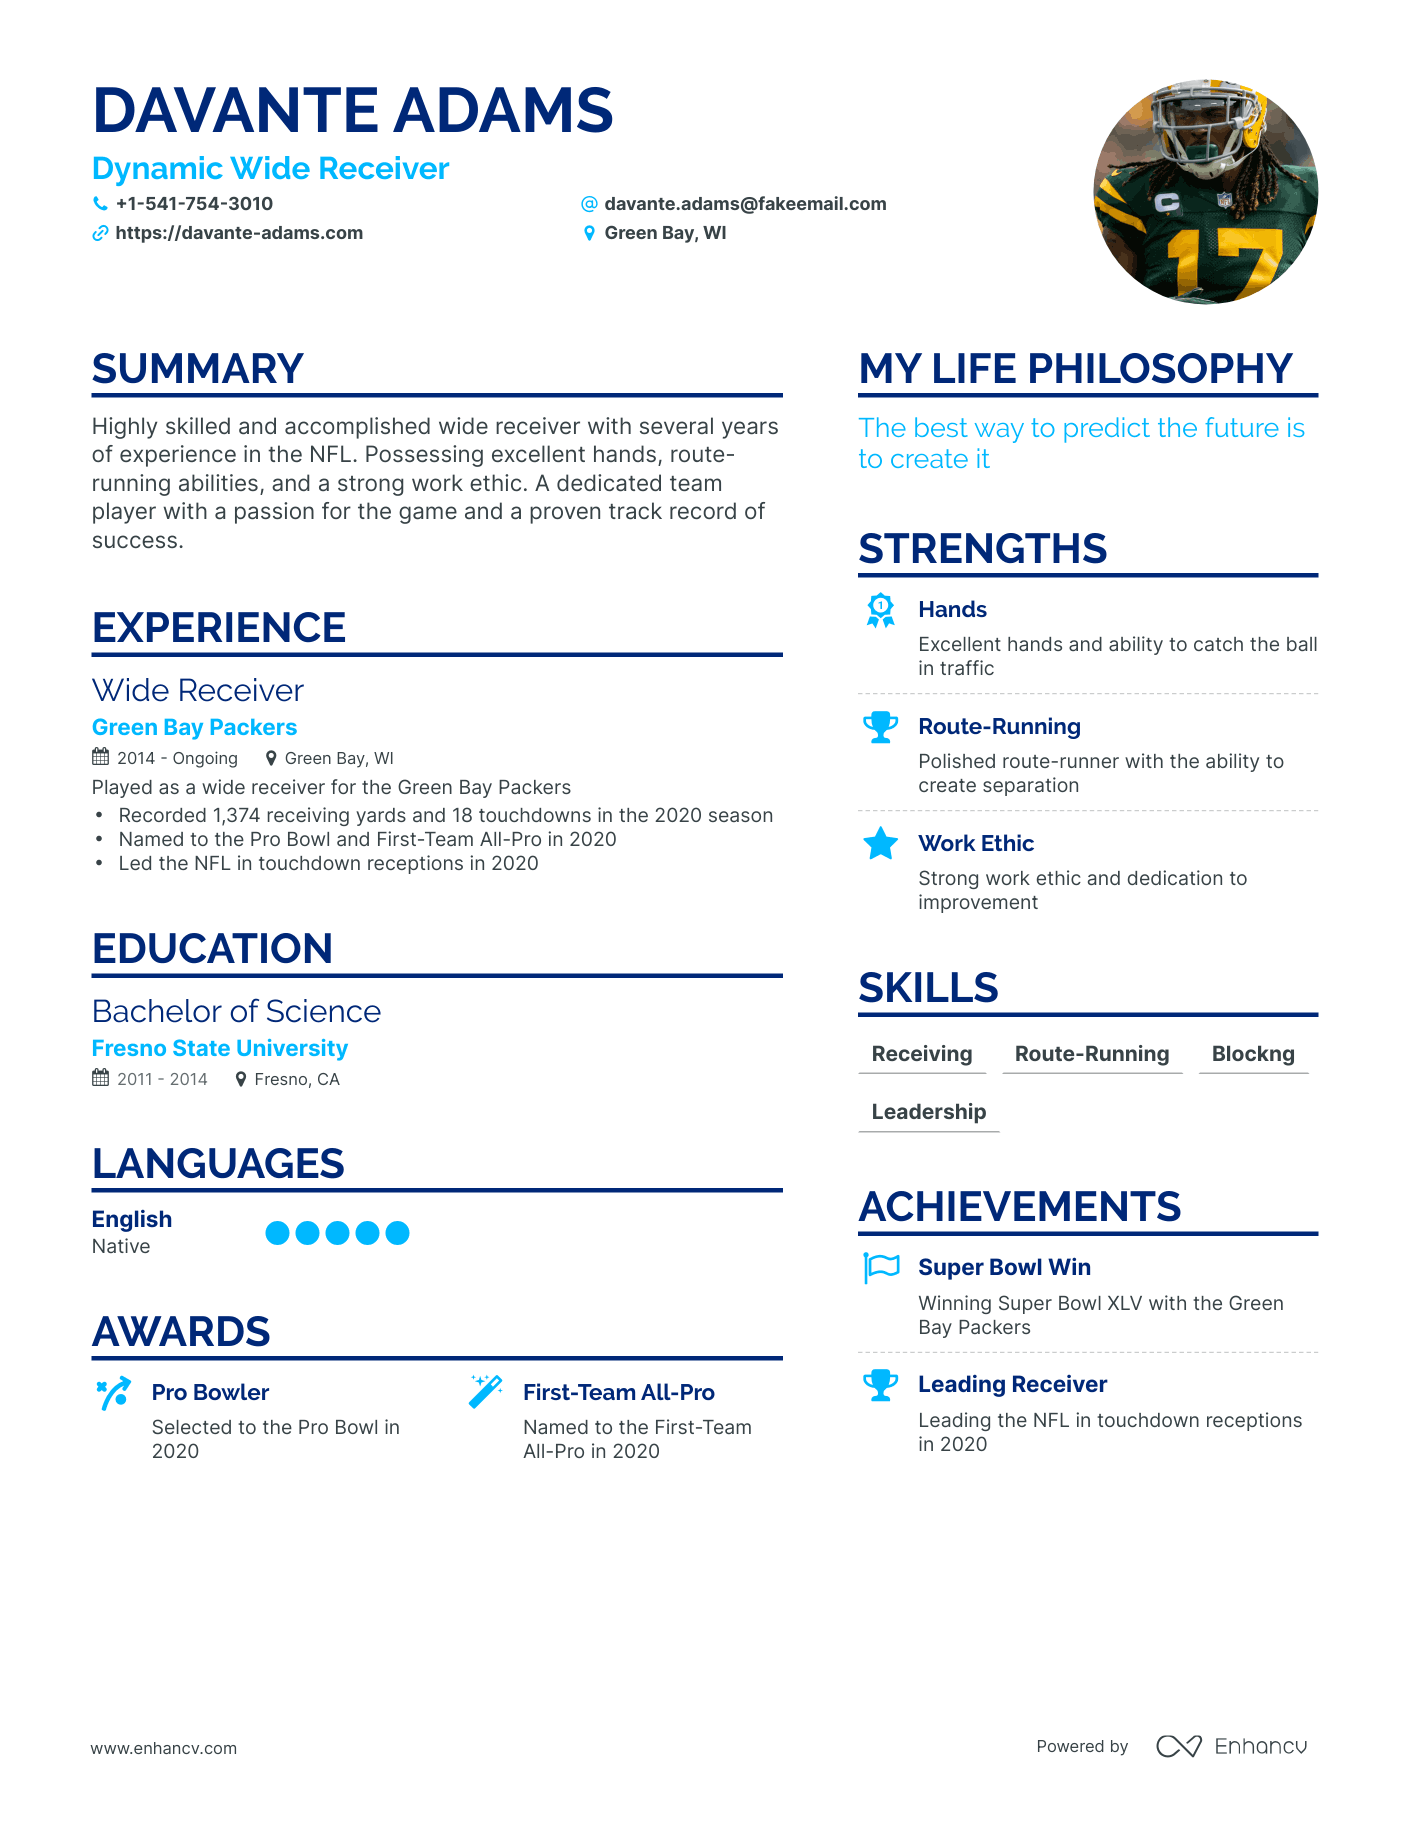 DAVANTE ADAMS
Dynamic Wide Receiver
+1-541-754-3010
@ davante.adams@fakeemail.com
https://davante-adams.com
Green Bay, WI
C
17
SUMMARY
Highly skilled and accomplished wide receiver with several years
of experience in the NFL. Possessing excellent hands, route-
running abilities, and a strong work ethic. A dedicated team
player with a passion for the game and a proven track record of
success.
EXPERIENCE
Wide Receiver
Green Bay Packers
2014 - Ongoing
Green Bay, WI
Played as a wide receiver for the Green Bay Packers
• Recorded 1,374 receiving yards and 18 touchdowns in the 2020 season
• Named to the Pro Bowl and First-Team All-Pro in 2020
• Led the NFL in touchdown receptions in 2020
EDUCATION
Bachelor of Science
Fresno State University
2011 - 2014
Fresno, CA
LANGUAGES
English
Native
AWARDS
Pro Bowler
Selected to the Pro Bowl in
2020
First-Team All-Pro
Named to the First-Team
All-Pro in 2020
MY LIFE PHILOSOPHY
The best way to predict the future is
to create it
STRENGTHS
1
Hands
Excellent hands and ability to catch the ball
in traffic
Route-Running
Polished route-runner with the ability to
create separation
Work Ethic
Strong work ethic and dedication to
improvement
SKILLS
Receiving
Route-Running
Blockng
Leadership
ACHIEVEMENTS
Super Bowl Win
Winning Super Bowl XLV with the Green
Bay Packers
Leading Receiver
Leading the NFL in touchdown receptions
in 2020
www.enhancv.com
Powered by
Enhancv